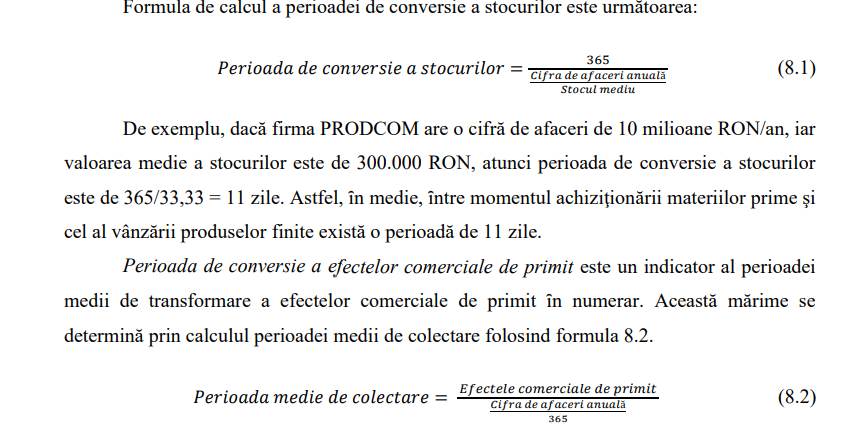 Formula de calcul a perioadei de conversie a stocurilor este următoarea:
Perioada de conversie a stocurilor = 365 / (Cifra de afaceri anuală / Stocul mediu) (8.1)
De exemplu, dacă firma PRODCOM are o cifră de afaceri de 10 milioane RON/an, iar
valoarea medie a stocurilor este de 300.000 RON, atunci perioada de conversie a stocurilor
este de 365/33,33 = 11 zile. Astfel, în medie, între momentul achiziţionării materiilor prime şi
cel al vânzării produselor finite există o perioadă de 11 zile.
Perioada de conversie a efectelor comerciale de primit este un indicator al perioadei
medii de transformare a efectelor comerciale de primit în numerar. Această mărime se
determină prin calculul perioadei medii de colectare folosind formula 8.2.
Perioada medie de colectare = Efectele comerciale de primit / (Cifra de afaceri anuală / 365) (8.2)